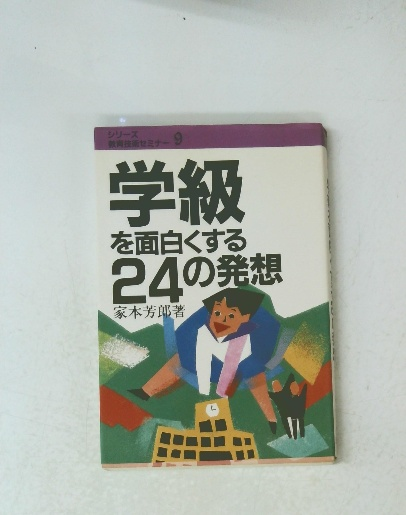 シリーズ
教育技術セミナー 9
学級
を面白くする
24の発想
家本芳郎著